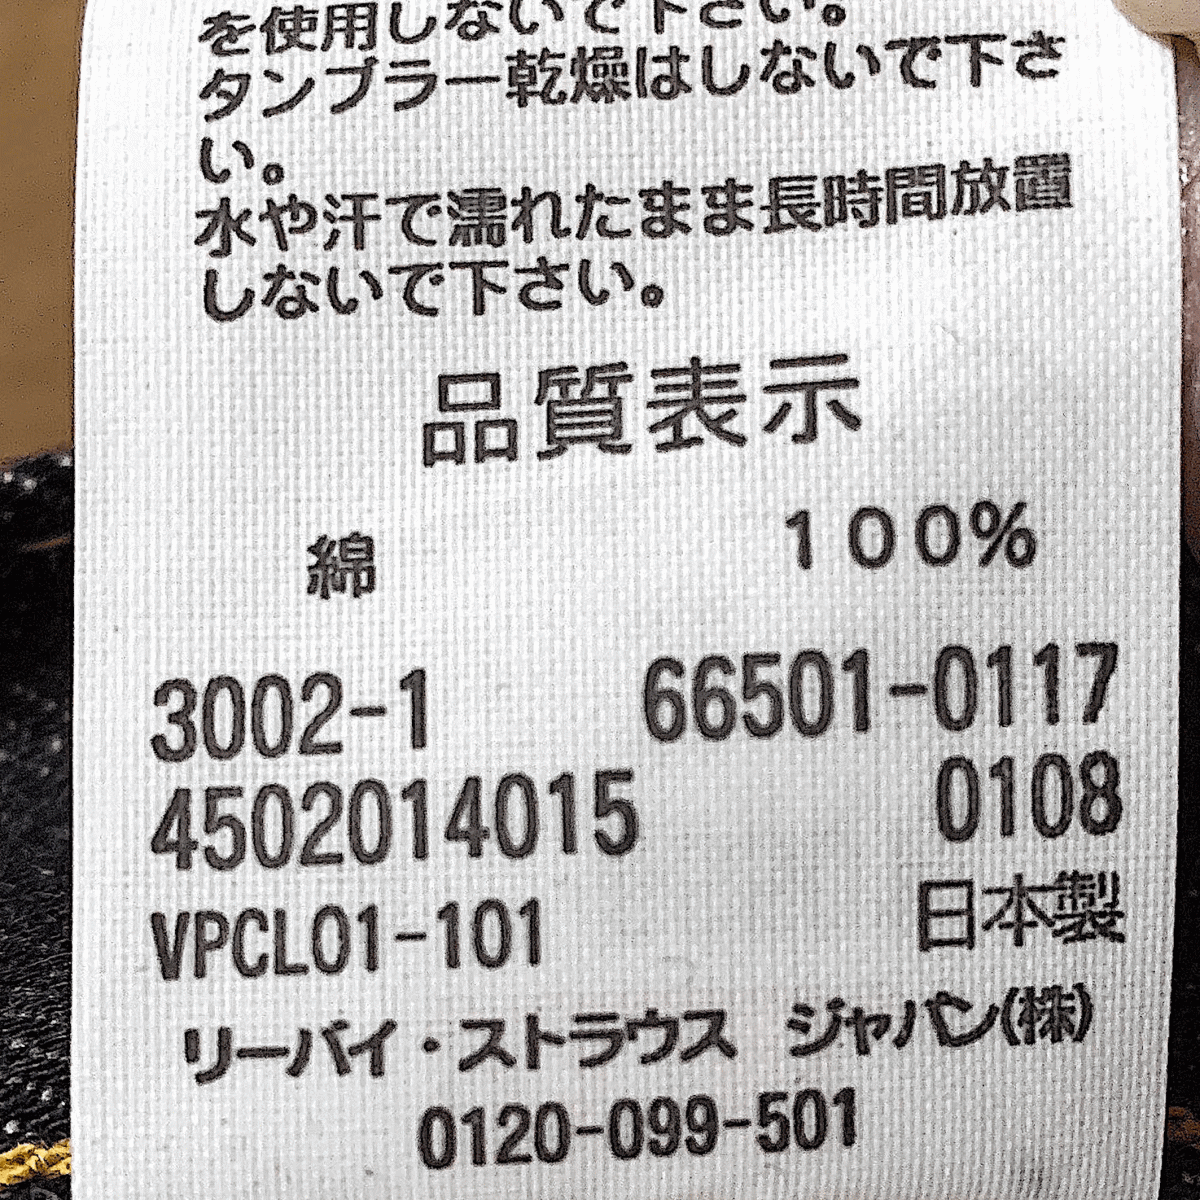 を使用しないで下さい。
タンブラー乾燥はしないで下さ
い。
水や汗で濡れたまま長時間放置
しないで下さい。
品質表示
綿 100%
3002-1 66501-0117
4502014015 0108
VPCL01-101 日本製
リーバイ・ストラウス ジャパン(株)
0120-099-501